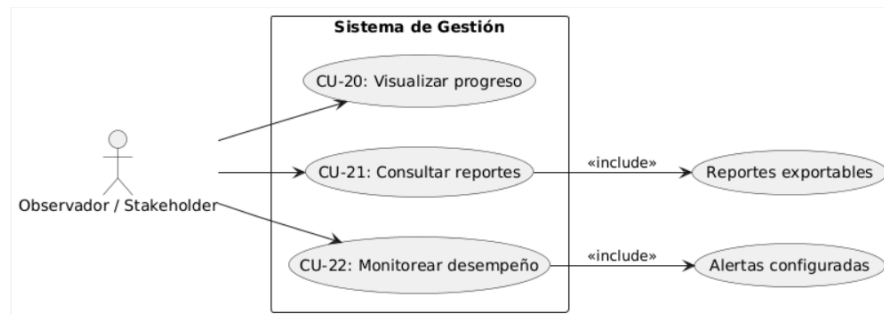 Sistema de Gestión
CU-20: Visualizar progreso
Observador / Stakeholder
CU-21: Consultar reportes
«include»
Reportes exportables
CU-22: Monitorear desempeño
«include»
Alertas configuradas